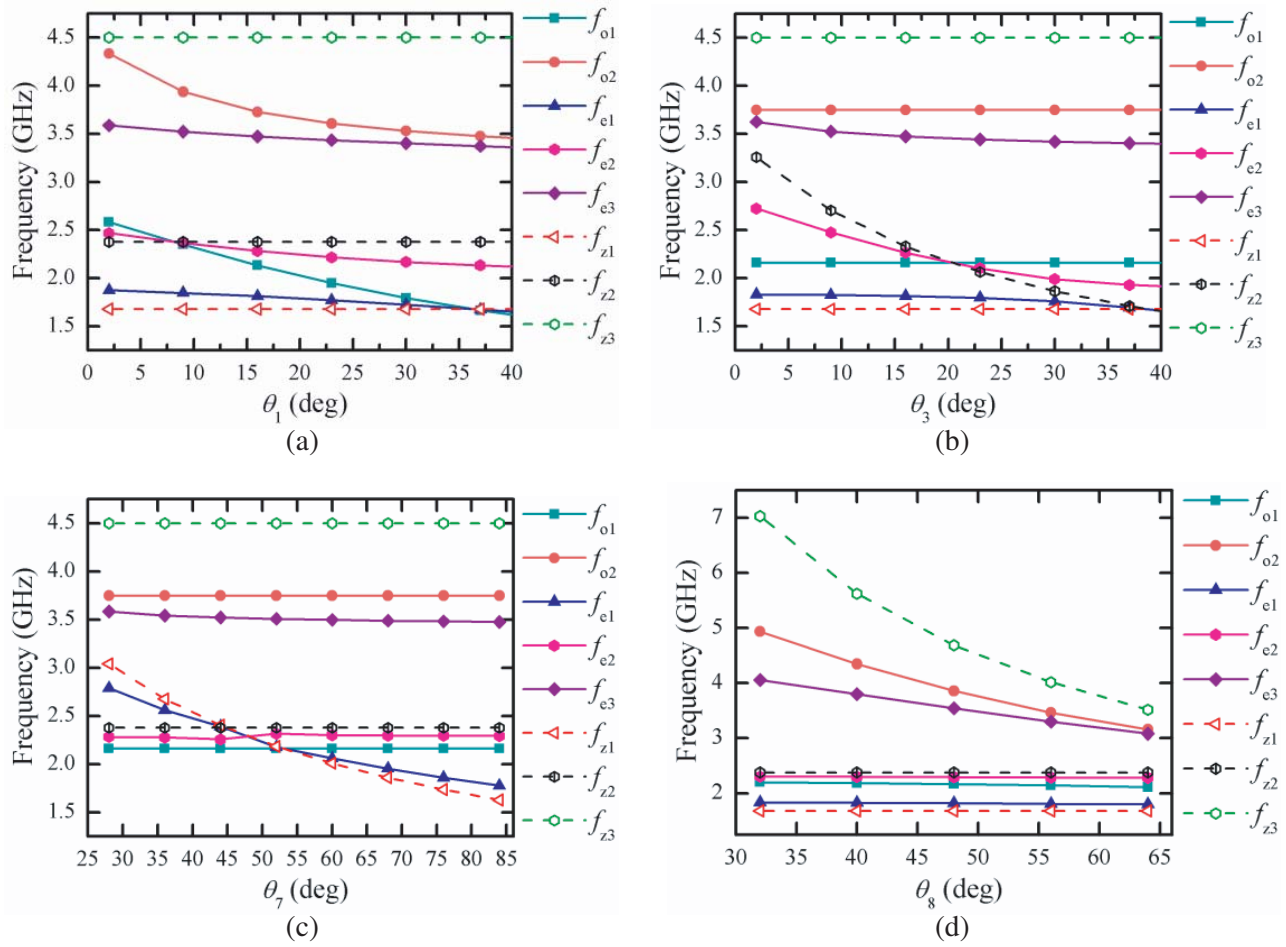 4.5
4.0
3.5
3.0
2.5
2.0
1.5
Frequency (GHz)
0 5 10 15 20 25 30 35 40
θ1 (deg)
fo1
fo2
fe1
fe2
fe3
fz1
fz2
fz3
(a)
4.5
4.0
3.5
3.0
2.5
2.0
1.5
Frequency (GHz)
0 5 10 15 20 25 30 35 40
θ3 (deg)
fo1
fo2
fe1
fe2
fe3
fz1
fz2
fz3
(b)
4.5
4.0
3.5
3.0
2.5
2.0
1.5
Frequency (GHz)
25 30 35 40 45 50 55 60 65 70 75 80 85
θ7 (deg)
fo1
fo2
fe1
fe2
fe3
fz1
fz2
fz3
(c)
7
6
5
4
3
2
Frequency (GHz)
30 35 40 45 50 55 60 65
θ8 (deg)
fo1
fo2
fe1
fe2
fe3
fz1
fz2
fz3
(d)